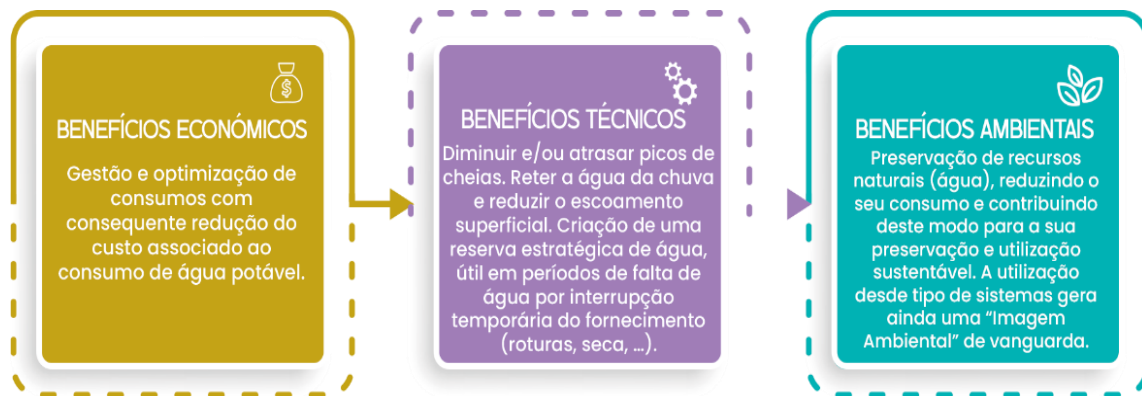 BENEFÍCIOS ECONÓMICOS
Gestão e optimização de
consumos com
consequente redução do
custo associado ao
consumo de água potável.
BENEFÍCIOS TÉCNICOS
Diminuir e/ou atrasar picos de
cheias. Reter a água da chuva
e reduzir o escoamento
superficial. Criação de uma
reserva estratégica de água,
útil em períodos de falta de
água por interrupção
temporária do fornecimento
(roturas, seca, ...).
BENEFÍCIOS AMBIENTAIS
Preservação de recursos
naturais (água), reduzindo o
seu consumo e contribuindo
deste modo para a sua
preservação e utilização
sustentável. A utilização
desde tipo de sistemas gera
ainda uma “Imagem
Ambiental” de vanguarda.